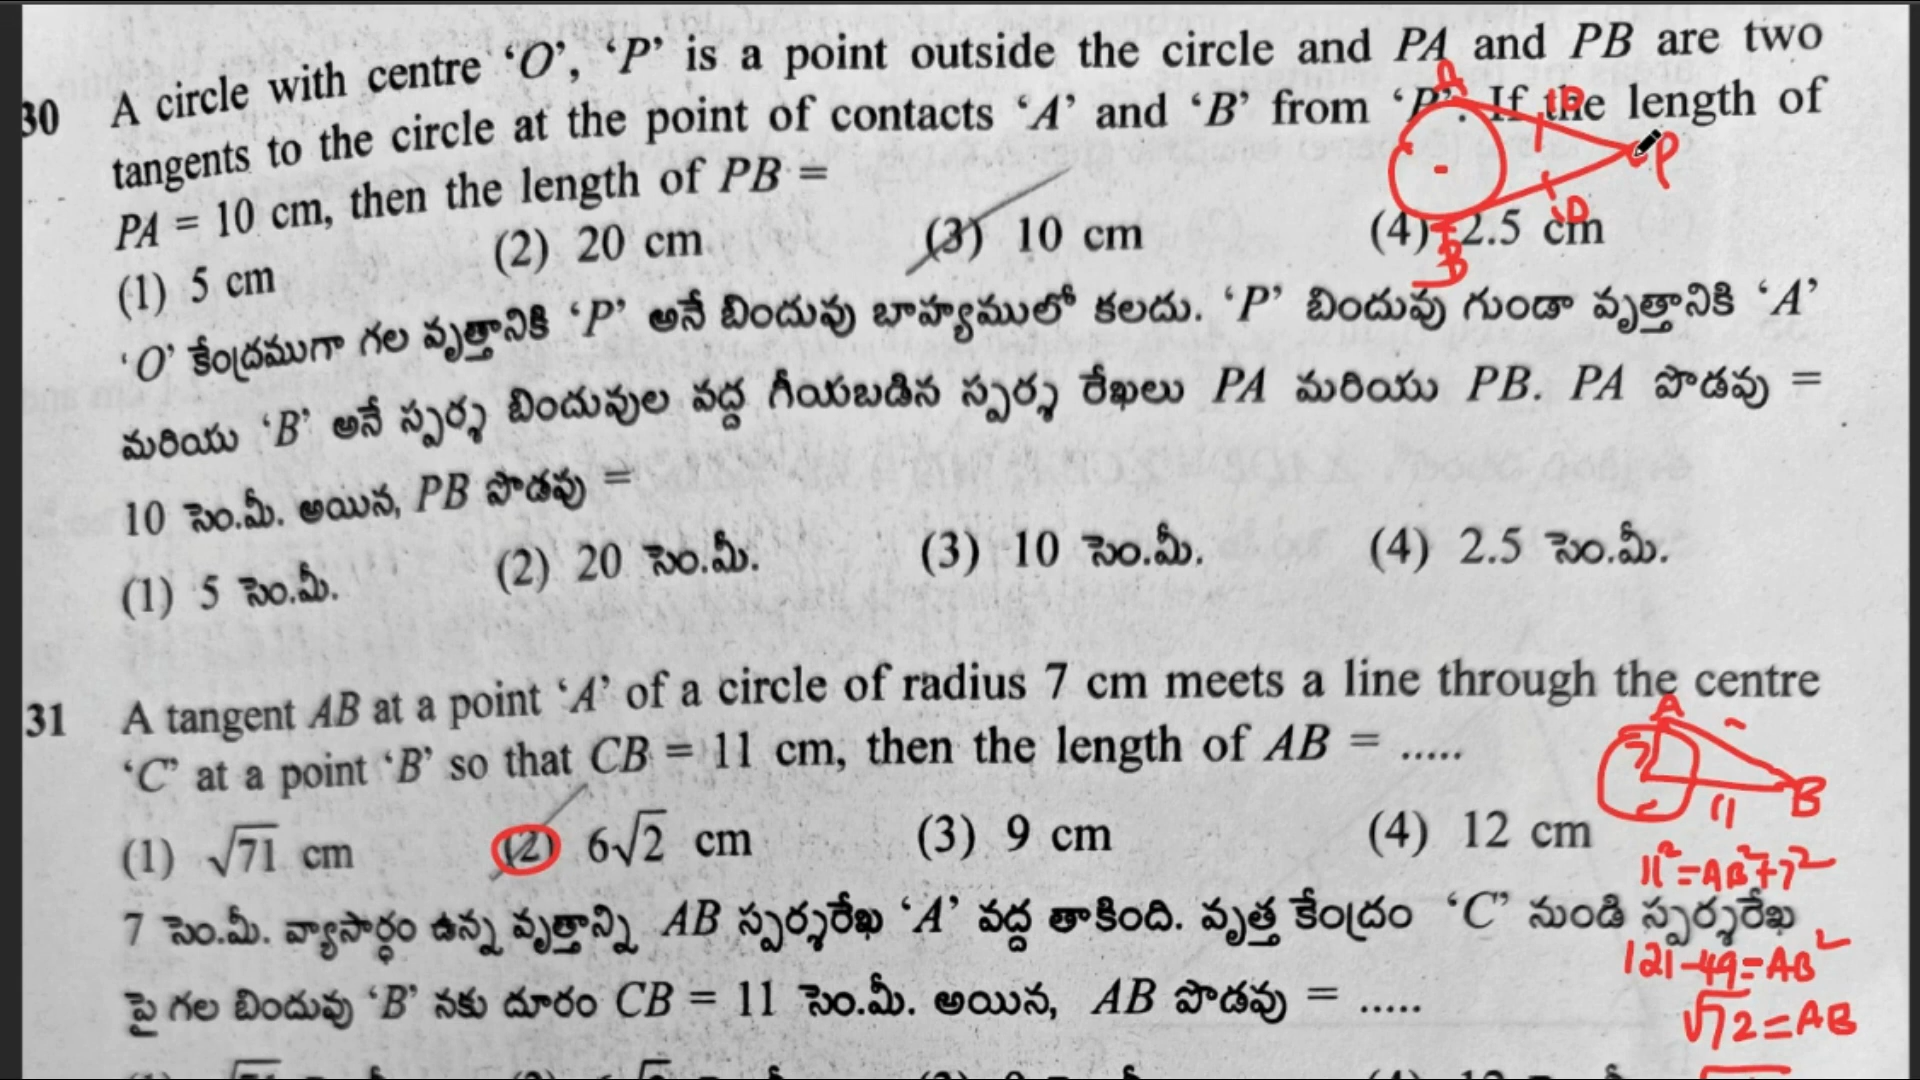 30 A circle with centre ‘O’, ‘P’ is a point outside the circle and PA and PB are two
tangents to the circle at the point of contacts ‘A’ and ‘B’ from ‘P’. If the length of
PA = 10 cm, then the length of PB =
(1) 5 cm (2) 20 cm (3) 10 cm (4) 2.5 cm
A 10 P 10 B
‘O’ కేంద్రముగా గల వృత్తానికి ‘P’ అనే బిందువు బాహ్యములో కలదు. ‘P’ బిందువు గుండా వృత్తానికి ‘A’
మరియు ‘B’ అనే స్పర్శ బిందువుల వద్ద గీయబడిన స్పర్శ రేఖలు PA మరియు PB. PA పొడవు =
10 సెం.మీ. అయిన, PB పొడవు =
(1) 5 సెం.మీ. (2) 20 సెం.మీ. (3) 10 సెం.మీ. (4) 2.5 సెం.మీ.
31 A tangent AB at a point ‘A’ of a circle of radius 7 cm meets a line through the centre
‘C’ at a point ‘B’ so that CB = 11 cm, then the length of AB = .....
A 7 C 11 B
(1) √71 cm (2) 6√2 cm (3) 9 cm (4) 12 cm
11² = AB² + 7²
7 సెం.మీ. వ్యాసార్ధం ఉన్న వృత్తాన్ని AB స్పర్శరేఖ ‘A’ వద్ద తాకింది. వృత్త కేంద్రం ‘C’ నుండి స్పర్శరేఖ
121 - 49 = AB²
పై గల బిందువు ‘B’ నకు దూరం CB = 11 సెం.మీ. అయిన, AB పొడవు = .....
√72 = AB